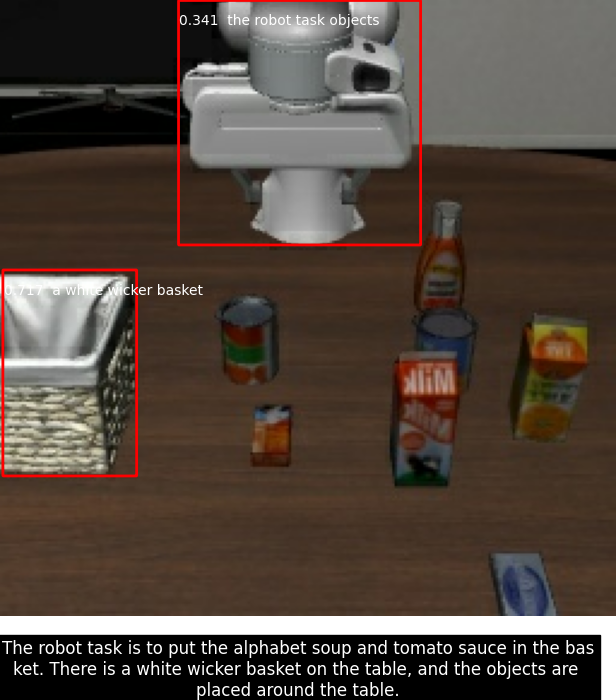 0.341 the robot task objects
0.717 a white wicker basket
Milk
Milk
The robot task is to put the alphabet soup and tomato sauce in the bas
ket. There is a white wicker basket on the table, and the objects are
placed around the table.